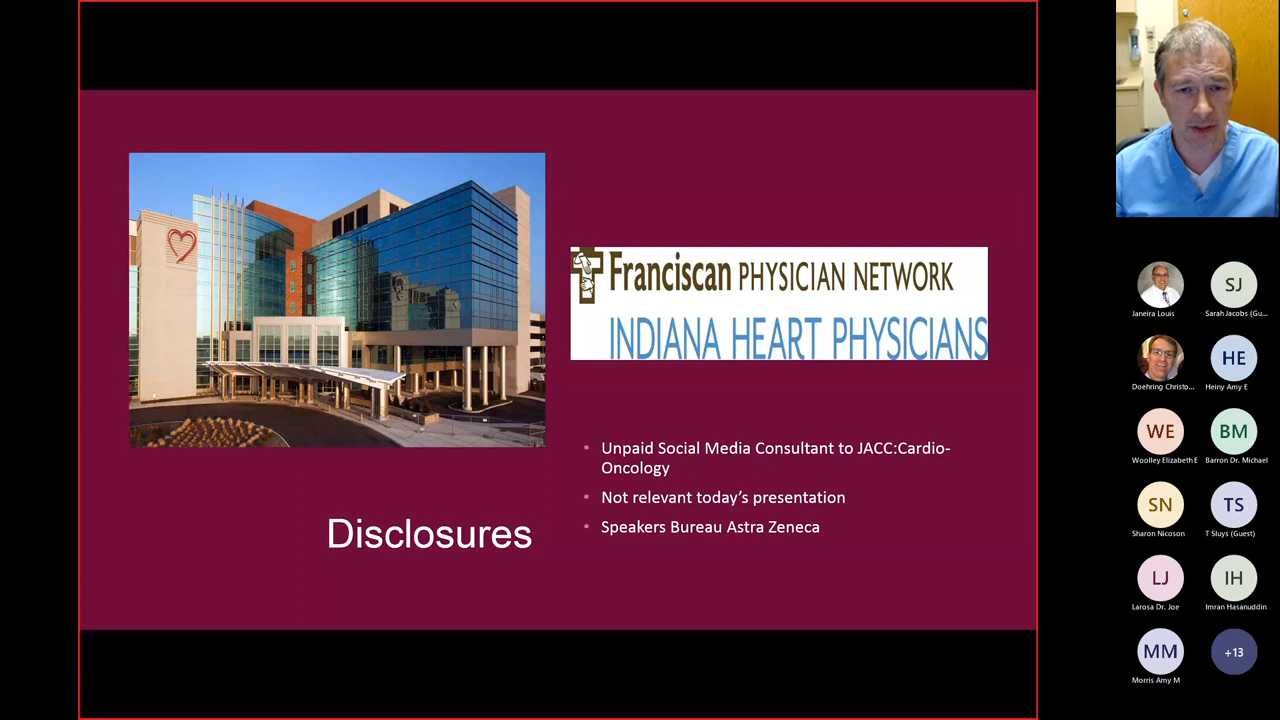 Franciscan PHYSICIAN NETWORK
INDIANA HEART PHYSICIANS
• Unpaid Social Media Consultant to JACC:Cardio-
Oncology
• Not relevant today's presentation
• Speakers Bureau Astra Zeneca
Disclosures
Janeira Louis
SJ
Sarah Jacobs (Gu...
Doehring Christo...
HE
Heiny Amy E
WE
Woolley Elizabeth E
BM
Barron Dr. Michael
SN
Sharon Nicoson
TS
T Sluys (Guest)
LJ
Larosa Dr. Joe
IH
Imran Hasanuddin
MM
Morris Amy M
+13